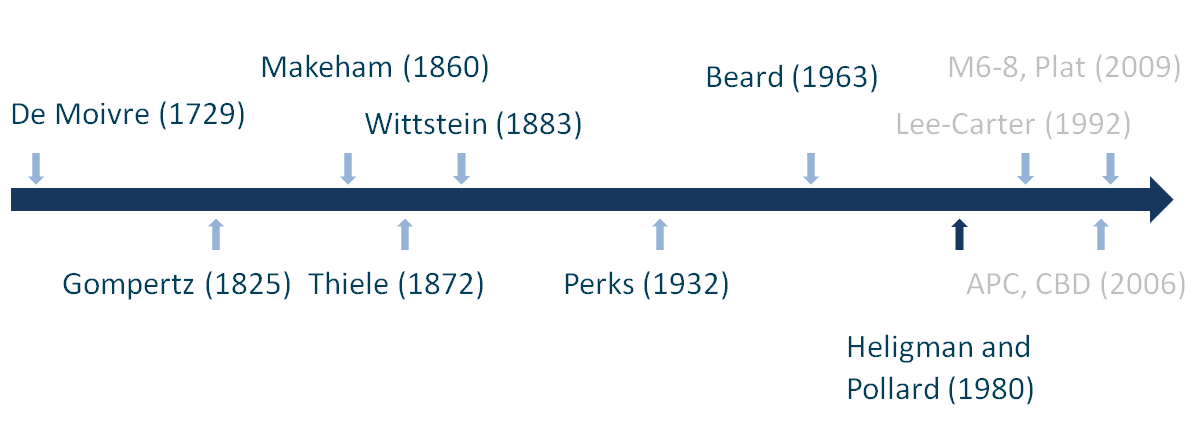 Makeham (1860)
Beard (1963)
M6-8, Plat (2009)
De Moivre (1729)
Wittstein (1883)
Lee-Carter (1992)
Gompertz (1825)
Thiele (1872)
Perks (1932)
APC, CBD (2006)
Heligman and
Pollard (1980)